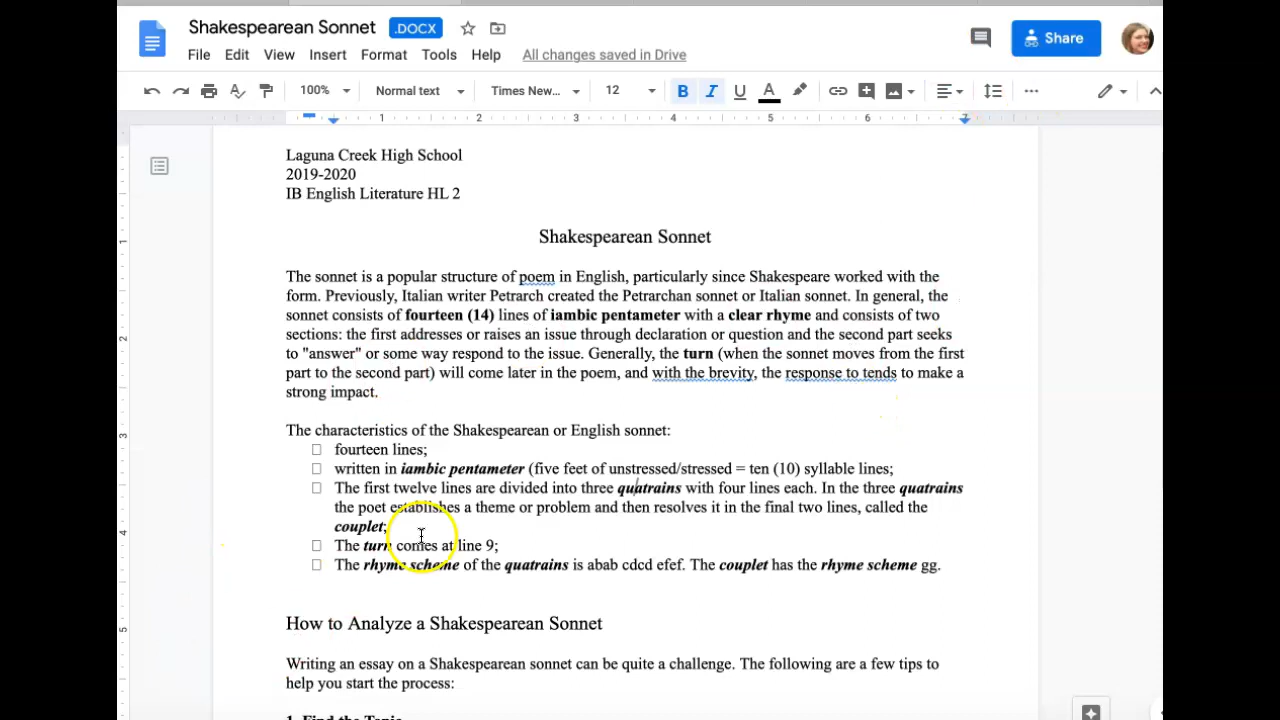 Shakespearean Sonnet .DOCX
File Edit View Insert Format Tools Help All changes saved in Drive
Share
100% Normal text Times New... 12 B I U A
1 2 3 4 5 6 7
Laguna Creek High School
2019-2020
IB English Literature HL 2
Shakespearean Sonnet
The sonnet is a popular structure of poem in English, particularly since Shakespeare worked with the
form. Previously, Italian writer Petrarch created the Petrarchan sonnet or Italian sonnet. In general, the
sonnet consists of fourteen (14) lines of iambic pentameter with a clear rhyme and consists of two
sections: the first addresses or raises an issue through declaration or question and the second part seeks
to "answer" or some way respond to the issue. Generally, the turn (when the sonnet moves from the first
part to the second part) will come later in the poem, and with the brevity, the response to tends to make a
strong impact.
The characteristics of the Shakespearean or English sonnet:
fourteen lines;
written in iambic pentameter (five feet of unstressed/stressed = ten (10) syllable lines;
The first twelve lines are divided into three quatrains with four lines each. In the three quatrains
the poet establishes a theme or problem and then resolves it in the final two lines, called the
couplet;
The turn comes at line 9;
The rhyme scheme of the quatrains is abab cdcd efef. The couplet has the rhyme scheme gg.
How to Analyze a Shakespearean Sonnet
Writing an essay on a Shakespearean sonnet can be quite a challenge. The following are a few tips to
help you start the process:
1. Find the Topic